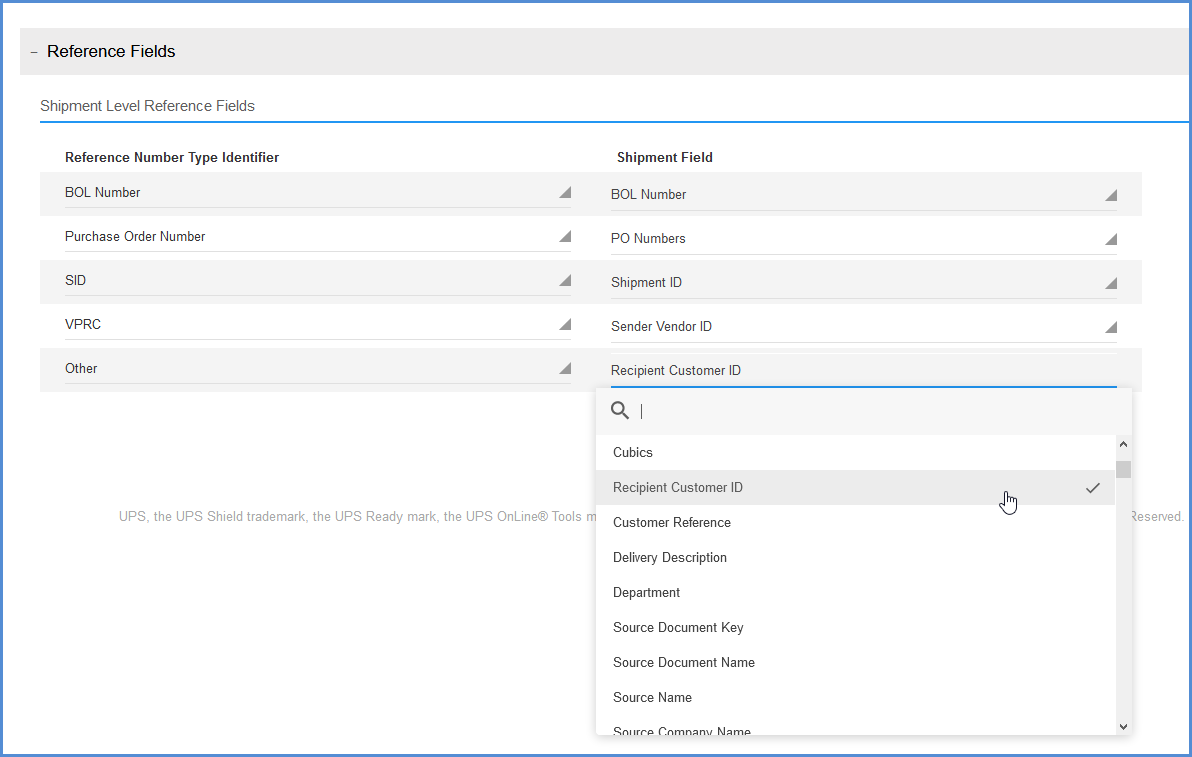 – Reference Fields
Shipment Level Reference Fields
Reference Number Type Identifier Shipment Field
BOL Number BOL Number
Purchase Order Number PO Numbers
SID Shipment ID
VPRC Sender Vendor ID
Other Recipient Customer ID
Cubics
Recipient Customer ID
UPS, the UPS Shield trademark, the UPS Ready mark, the UPS OnLine® Tools m Reserved.
Customer Reference
Delivery Description
Department
Source Document Key
Source Document Name
Source Name
Source Company Name